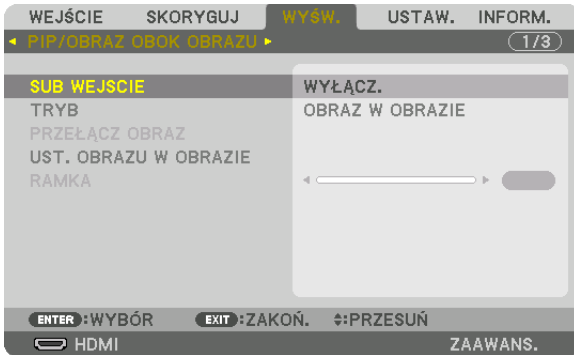 WEJŚCIE SKORYGUJ WYŚW. USTAW. INFORM.
PIP/OBRAZ OBOK OBRAZU 1/3
SUB WEJSCIE WYŁĄCZ.
TRYB OBRAZ W OBRAZIE
PRZEŁĄCZ OBRAZ
UST. OBRAZU W OBRAZIE
RAMKA
ENTER :WYBÓR EXIT :ZAKOŃ. :PRZESUŃ
HDMI ZAAWANS.